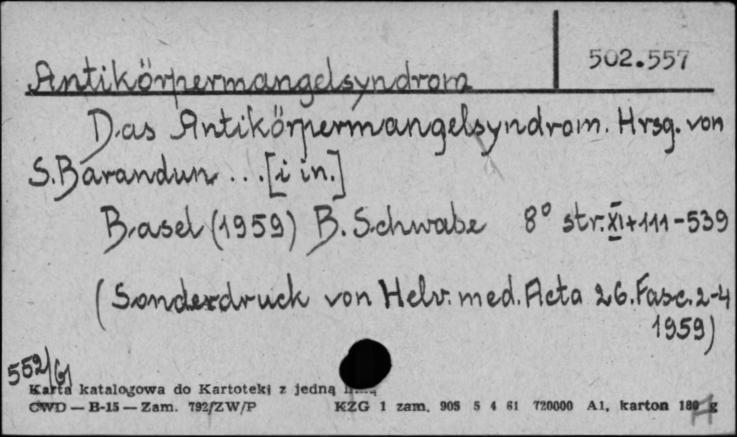 502.557
Antikörpermangelsyndrom
Das Antikörpermangelsyndrom. Hrsg. von
S. Barandun ... [i in.]
Basel (1959) B. Schwabe 8° str. XI+111-539
(Sonderdruck von Helv. med. Acta 26. Fasc. 2-4
1959)
552/61
Karta katalogowa do Kartoteki z jedną
CWD — B-15 — Zam. 792/ZW/P KZG 1 zam. 905 5 4 61 720000 A1, karton 180 g